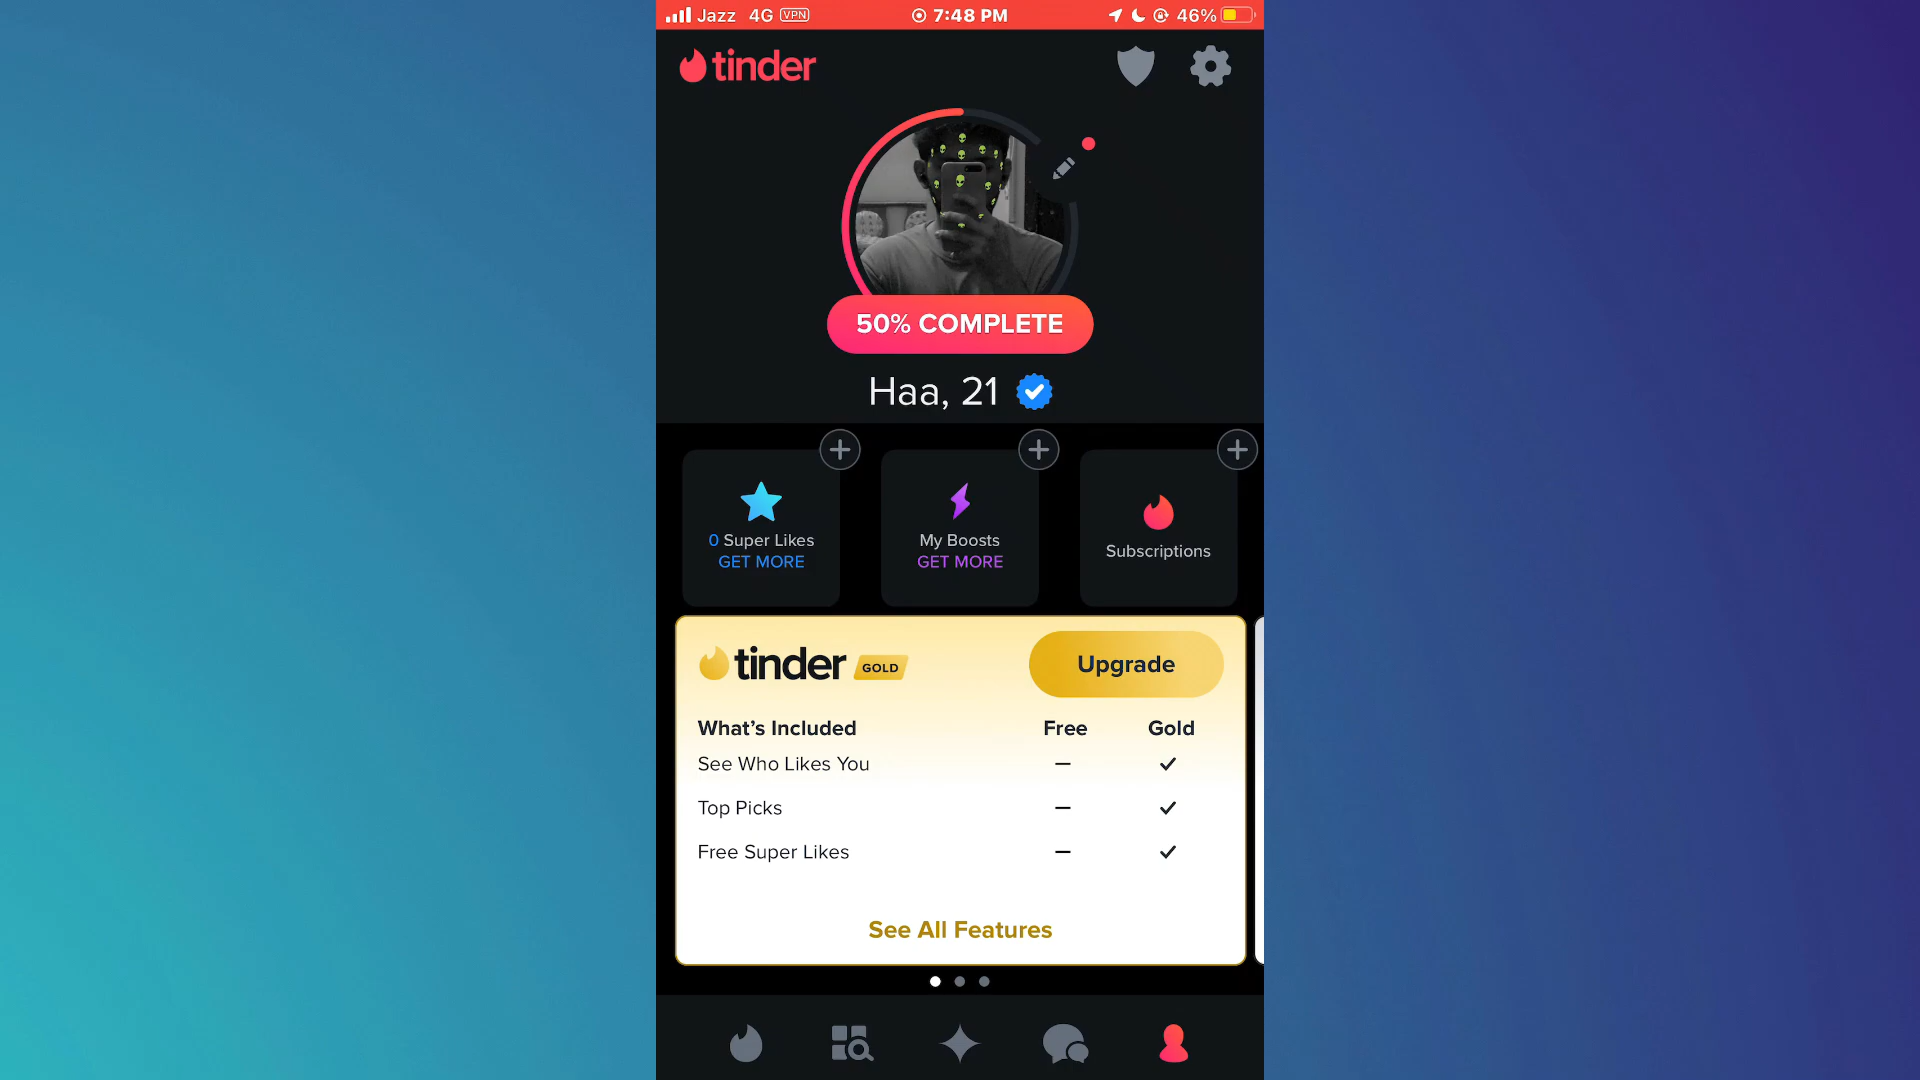 Jazz 4G VPN 7:48 PM 46%
tinder
50% COMPLETE
Haa, 21
0 Super Likes
GET MORE
My Boosts
GET MORE
Subscriptions
tinder GOLD
Upgrade
What's Included Free Gold
See Who Likes You
Top Picks
Free Super Likes
See All Features